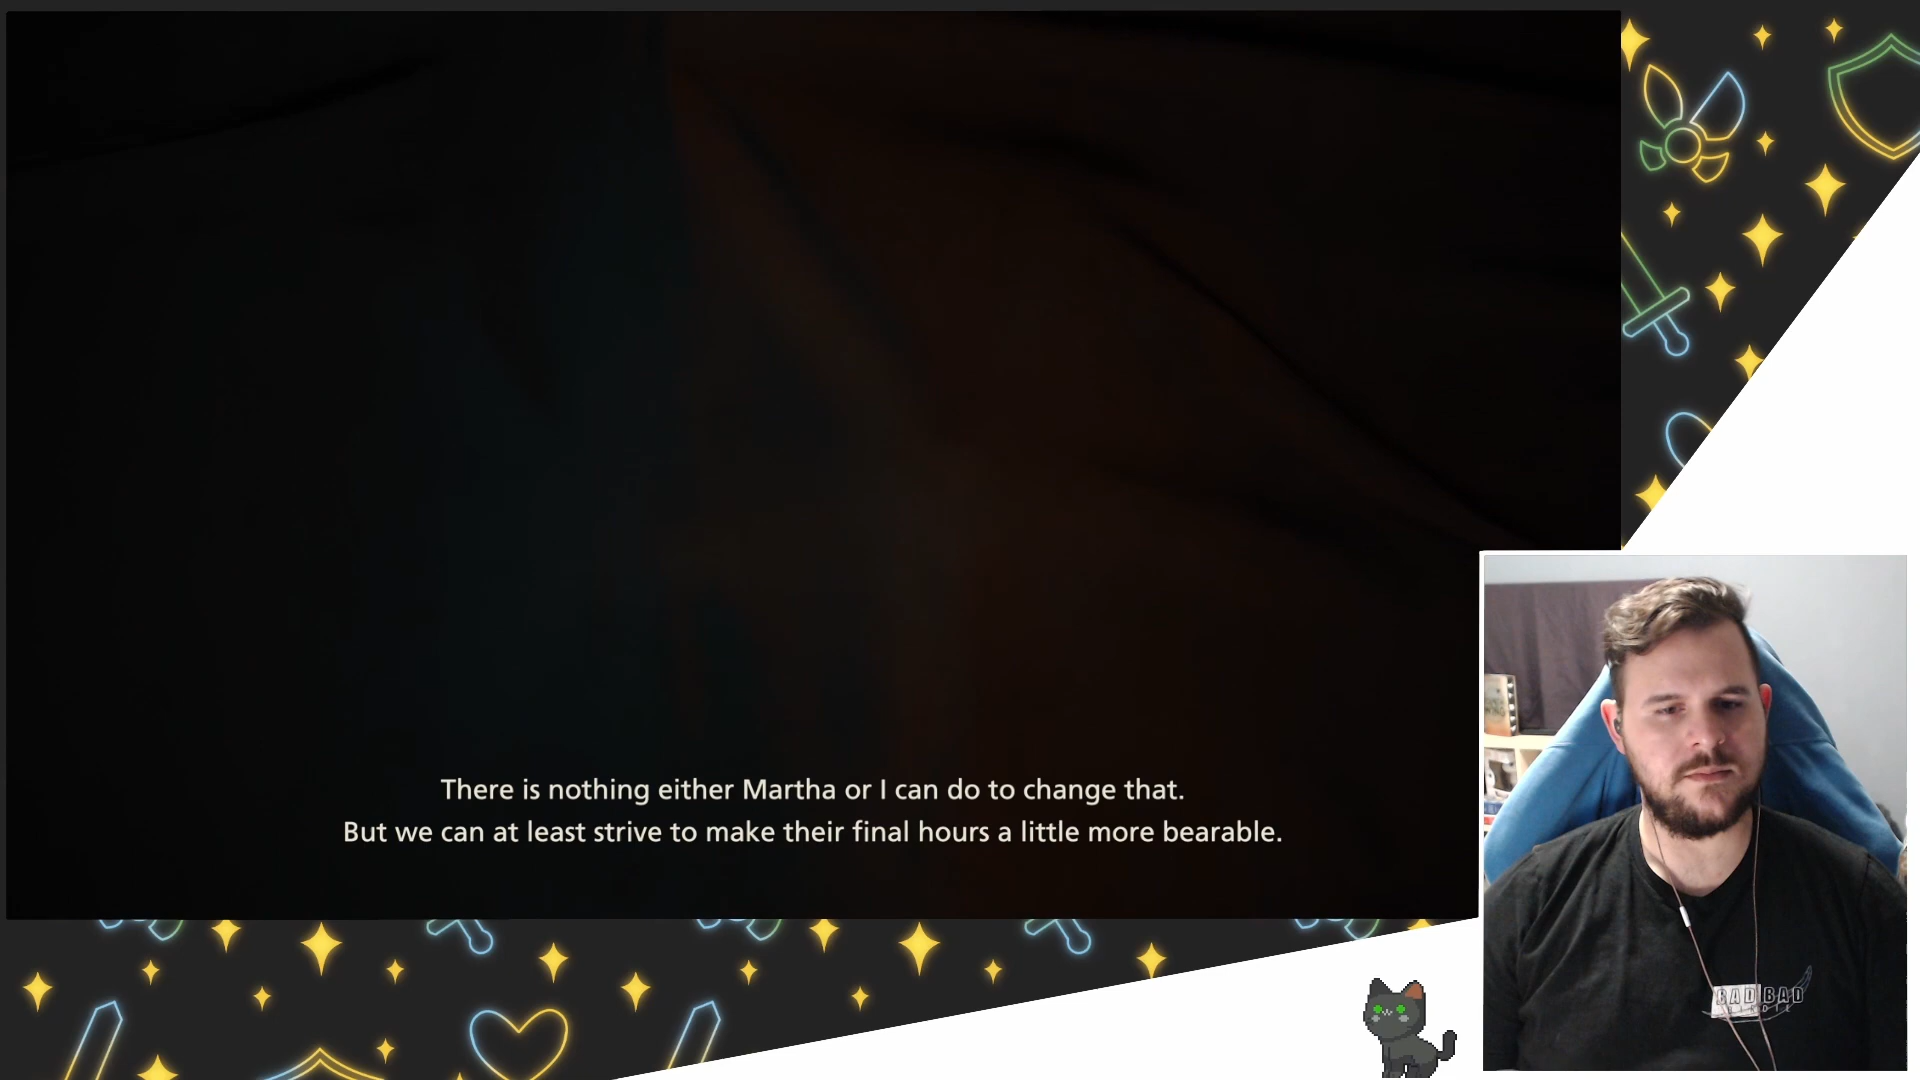 There is nothing either Martha or I can do to change that.
But we can at least strive to make their final hours a little more bearable.
BAD BAD